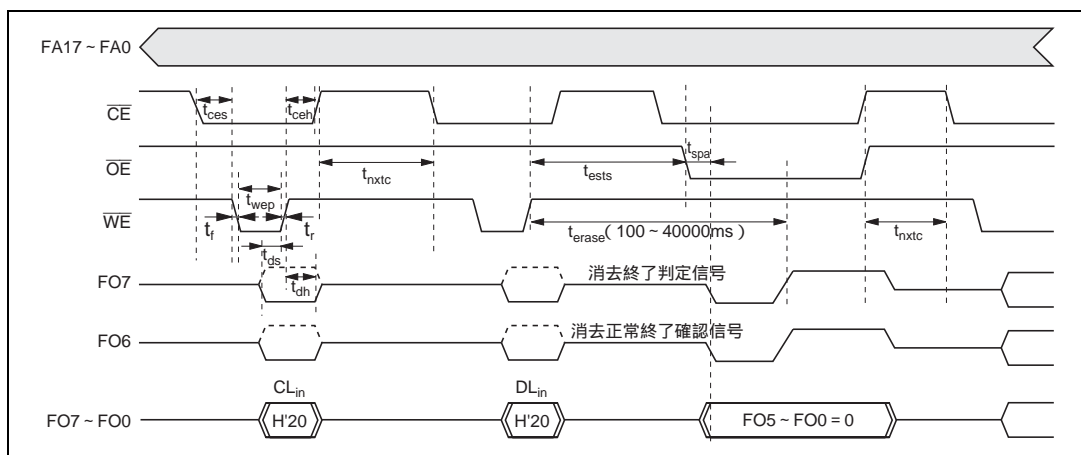 FA17 ~ FA0
CE
tces
tceh
OE
tnxtc
tests
tspa
WE
twep
tf
tr
terase( 100 ~ 40000ms )
tnxtc
tds
tdh
FO7
消去終了判定信号
FO6
消去正常終了確認信号
CLin
DLin
FO7 ~ FO0
H'20
H'20
FO5 ~ FO0 = 0